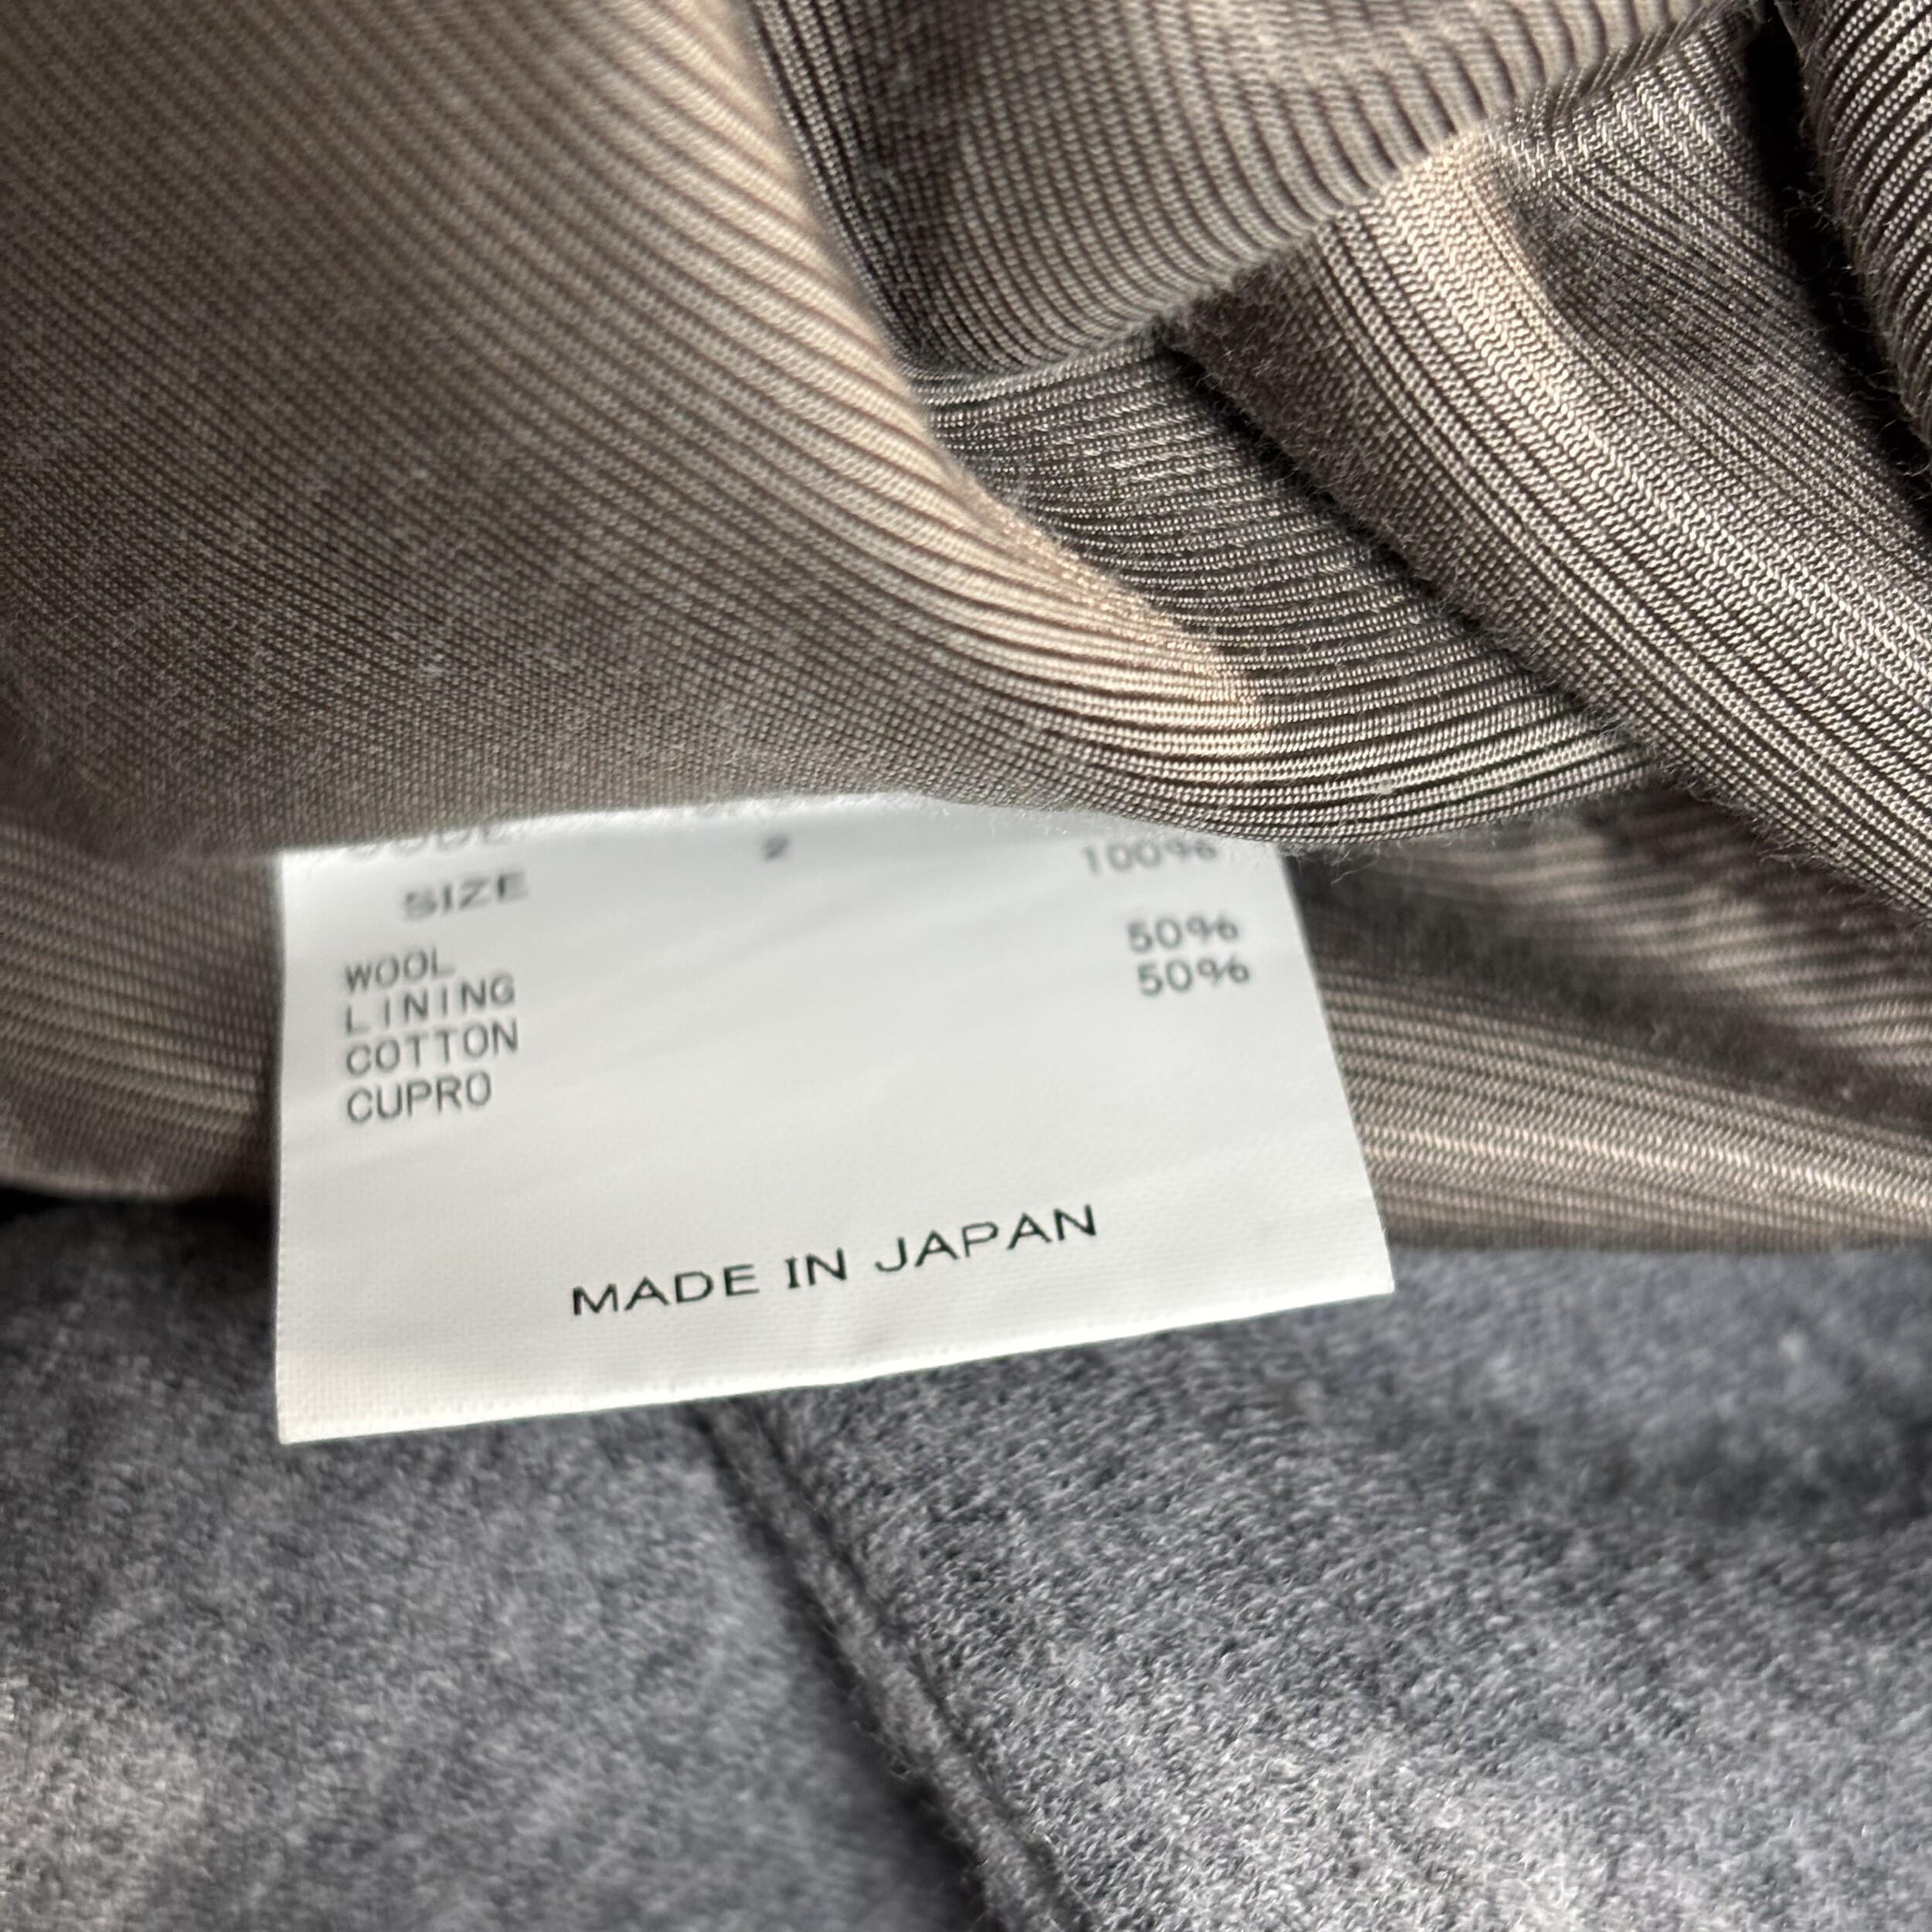 SIZE 2
WOOL 100%
LINING
COTTON 50%
CUPRO 50%
MADE IN JAPAN